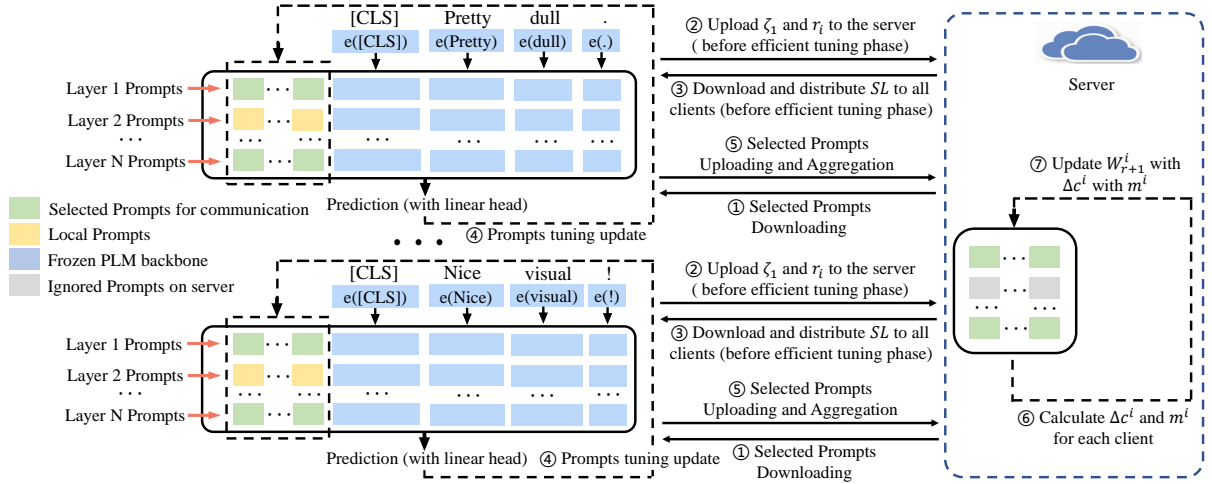 [CLS] Pretty dull .
e([CLS]) e(Pretty) e(dull) e(.)
Layer 1 Prompts
Layer 2 Prompts
...
Layer N Prompts
... ... ... ... ... ...
Prediction (with linear head)
④ Prompts tuning update
② Upload ζ₁ and rᵢ to the server
( before efficient tuning phase)
③ Download and distribute SL to all
clients (before efficient tuning phase)
⑤ Selected Prompts
Uploading and Aggregation
① Selected Prompts
Downloading
Selected Prompts for communication
Local Prompts
Frozen PLM backbone
Ignored Prompts on server
• • •
[CLS] Nice visual !
e([CLS]) e(Nice) e(visual) e(!)
Layer 1 Prompts
Layer 2 Prompts
...
Layer N Prompts
... ... ... ... ... ...
Prediction (with linear head)
④ Prompts tuning update
② Upload ζ₁ and rᵢ to the server
( before efficient tuning phase)
③ Download and distribute SL to all
clients (before efficient tuning phase)
⑤ Selected Prompts
Uploading and Aggregation
① Selected Prompts
Downloading
Server
⑦ Update Wⁱᵣ₊₁ with
Δcⁱ with mⁱ
⑥ Calculate Δcⁱ and mⁱ
for each client